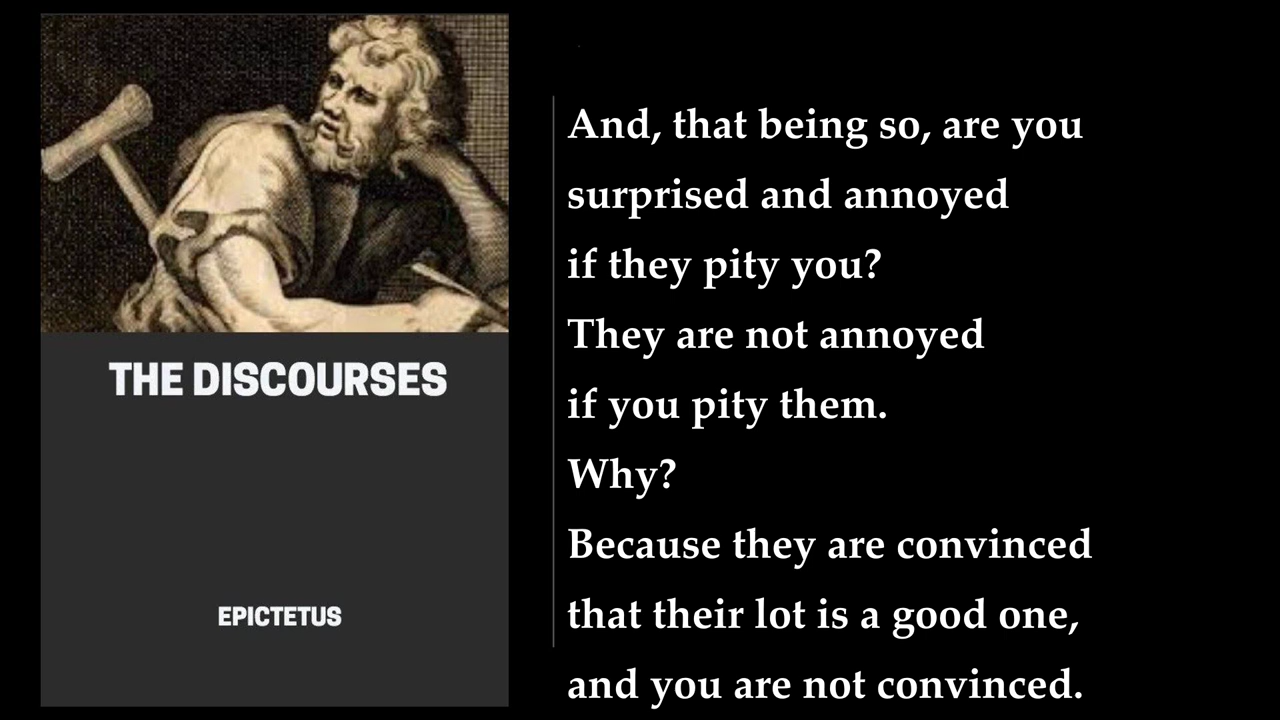 THE DISCOURSES
EPICTETUS
And, that being so, are you
surprised and annoyed
if they pity you?
They are not annoyed
if you pity them.
Why?
Because they are convinced
that their lot is a good one,
and you are not convinced.